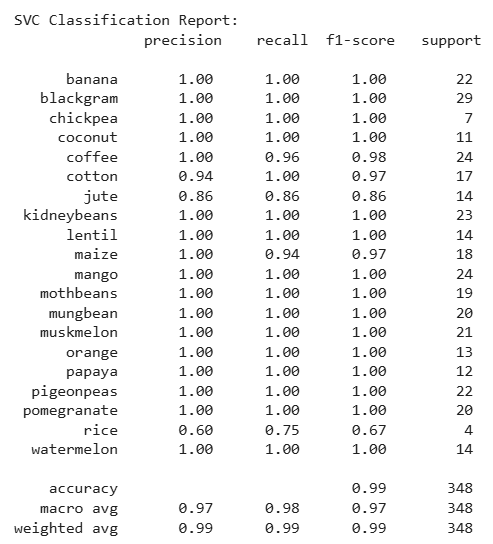 SVC Classification Report:
precision recall f1-score support
banana 1.00 1.00 1.00 22
blackgram 1.00 1.00 1.00 29
chickpea 1.00 1.00 1.00 7
coconut 1.00 1.00 1.00 11
coffee 1.00 0.96 0.98 24
cotton 0.94 1.00 0.97 17
jute 0.86 0.86 0.86 14
kidneybeans 1.00 1.00 1.00 23
lentil 1.00 1.00 1.00 14
maize 1.00 0.94 0.97 18
mango 1.00 1.00 1.00 24
mothbeans 1.00 1.00 1.00 19
mungbean 1.00 1.00 1.00 20
muskmelon 1.00 1.00 1.00 21
orange 1.00 1.00 1.00 13
papaya 1.00 1.00 1.00 12
pigeonpeas 1.00 1.00 1.00 22
pomegranate 1.00 1.00 1.00 20
rice 0.60 0.75 0.67 4
watermelon 1.00 1.00 1.00 14
accuracy 0.99 348
macro avg 0.97 0.98 0.97 348
weighted avg 0.99 0.99 0.99 348